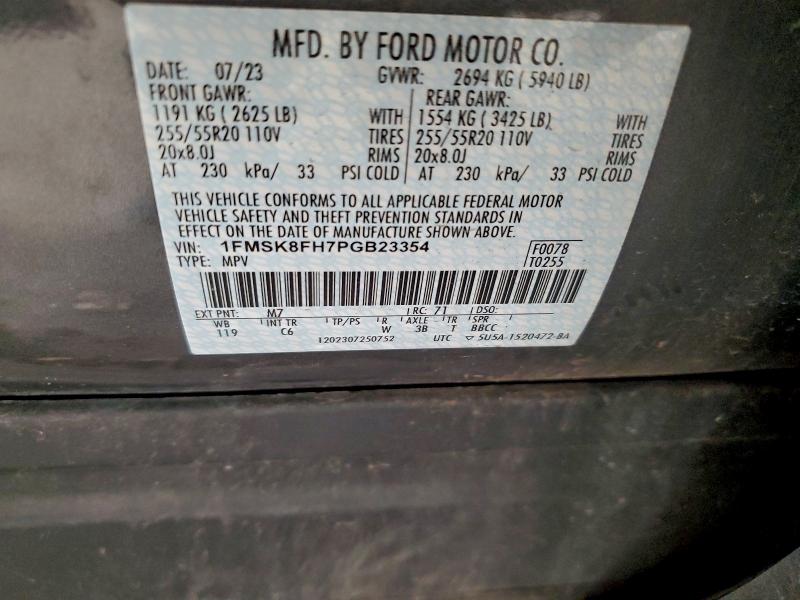 MFD. BY FORD MOTOR CO.
DATE: 07/23 GVWR: 2694 KG ( 5940 LB)
FRONT GAWR: REAR GAWR:
1191 KG ( 2625 LB) WITH 1554 KG ( 3425 LB) WITH
255/55R20 110V TIRES 255/55R20 110V TIRES
20x8.0J RIMS 20x8.0J RIMS
AT 230 kPa/ 33 PSI COLD AT 230 kPa/ 33 PSI COLD
THIS VEHICLE CONFORMS TO ALL APPLICABLE FEDERAL MOTOR
VEHICLE SAFETY AND THEFT PREVENTION STANDARDS IN
EFFECT ON THE DATE OF MANUFACTURE SHOWN ABOVE.
VIN: 1FMSK8FH7PGB23354 F0078
TYPE: MPV T0255
EXT PNT: M7 RC: 71 DSO:
WB INT TR TP/PS R AXLE TR SPR
119 C6 W 3B T BBCC
1202307250752 UTC ▽ SU5A-1520472-BA